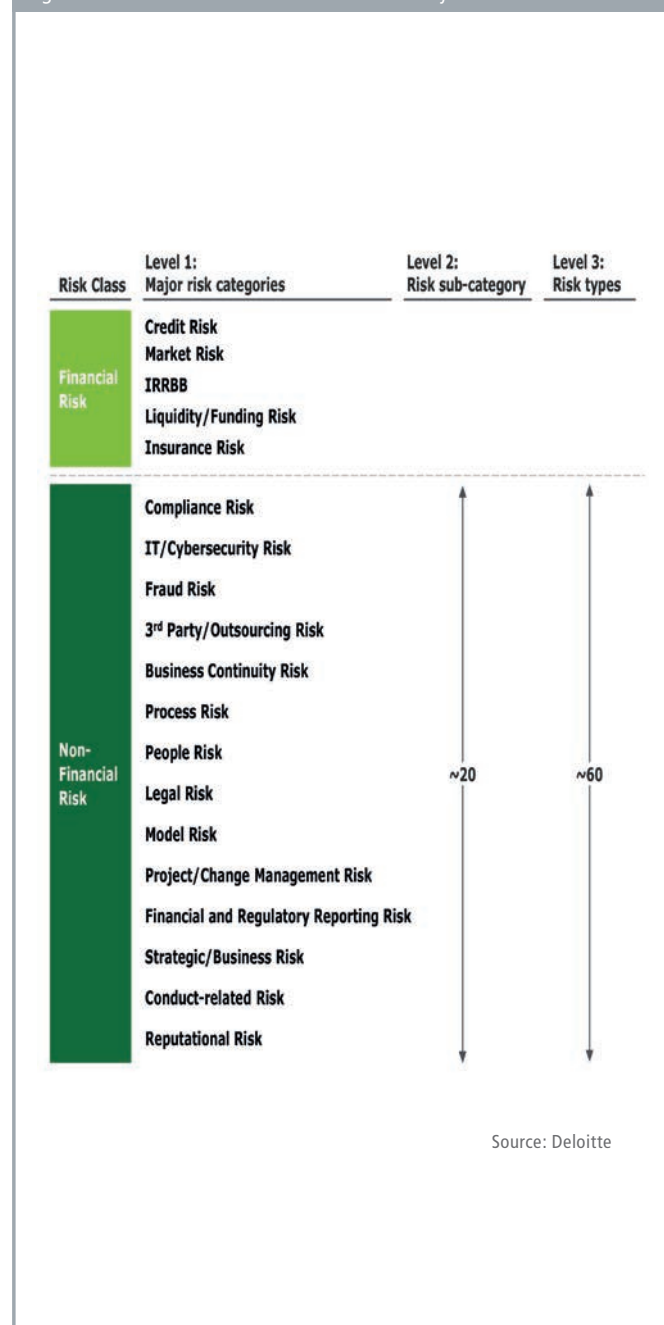 Level 1:
Level 2:
Level 3:
Risk Class
Major risk categories
Risk sub-category
Risk types
Financial
Risk
Credit Risk
Market Risk
IRRBB
Liquidity/Funding Risk
Insurance Risk
Non-
Financial
Risk
Compliance Risk
IT/Cybersecurity Risk
Fraud Risk
3rd Party/Outsourcing Risk
Business Continuity Risk
Process Risk
People Risk
Legal Risk
Model Risk
Project/Change Management Risk
Financial and Regulatory Reporting Risk
Strategic/Business Risk
Conduct-related Risk
Reputational Risk
~20
~60
Source: Deloitte